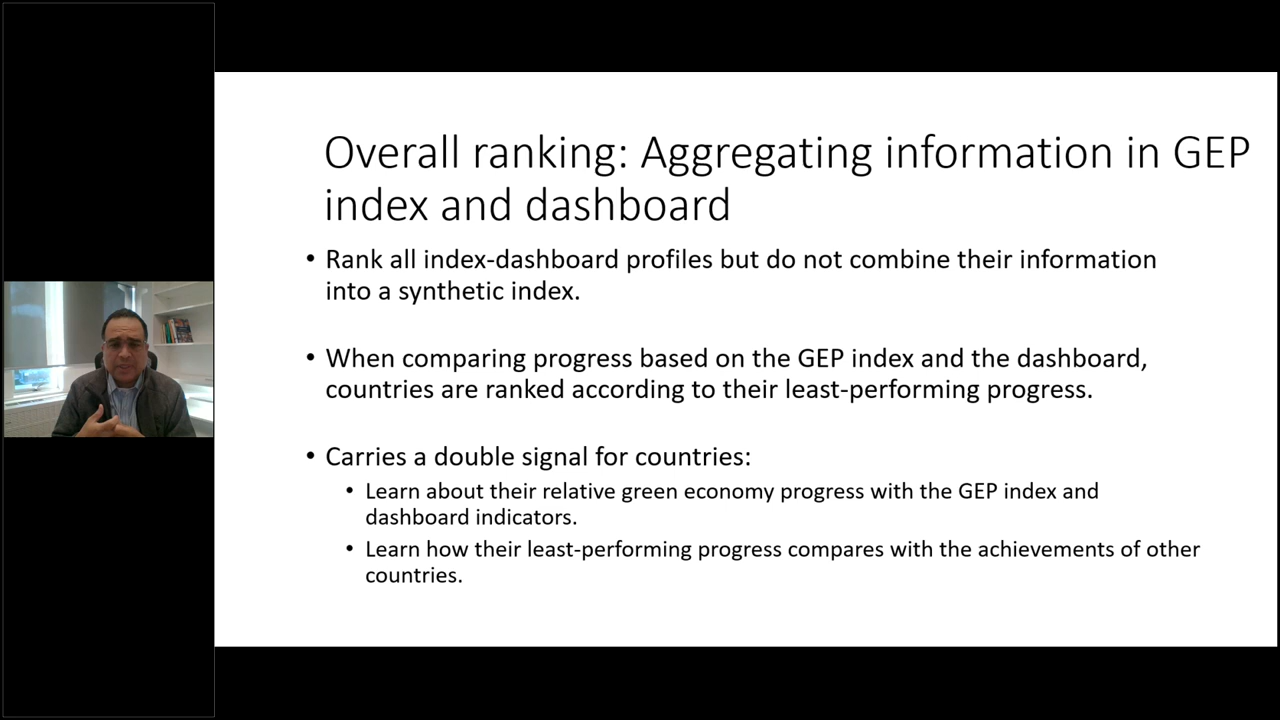 Overall ranking: Aggregating information in GEP
index and dashboard
• Rank all index-dashboard profiles but do not combine their information
into a synthetic index.
• When comparing progress based on the GEP index and the dashboard,
countries are ranked according to their least-performing progress.
• Carries a double signal for countries:
• Learn about their relative green economy progress with the GEP index and
dashboard indicators.
• Learn how their least-performing progress compares with the achievements of other
countries.